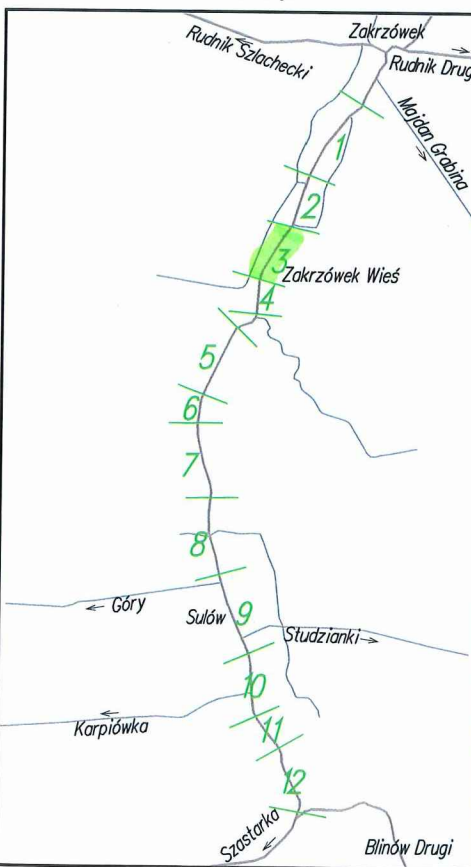 Zakrzówek
Rudnik Szlachecki
Rudnik Drug
Majdan Grabina
1
2
3
Zakrzówek Wieś
4
5
6
7
8
Góry
Sulów
9
Studzianki
10
Karpiówka
11
12
Szastarka
Blinów Drugi